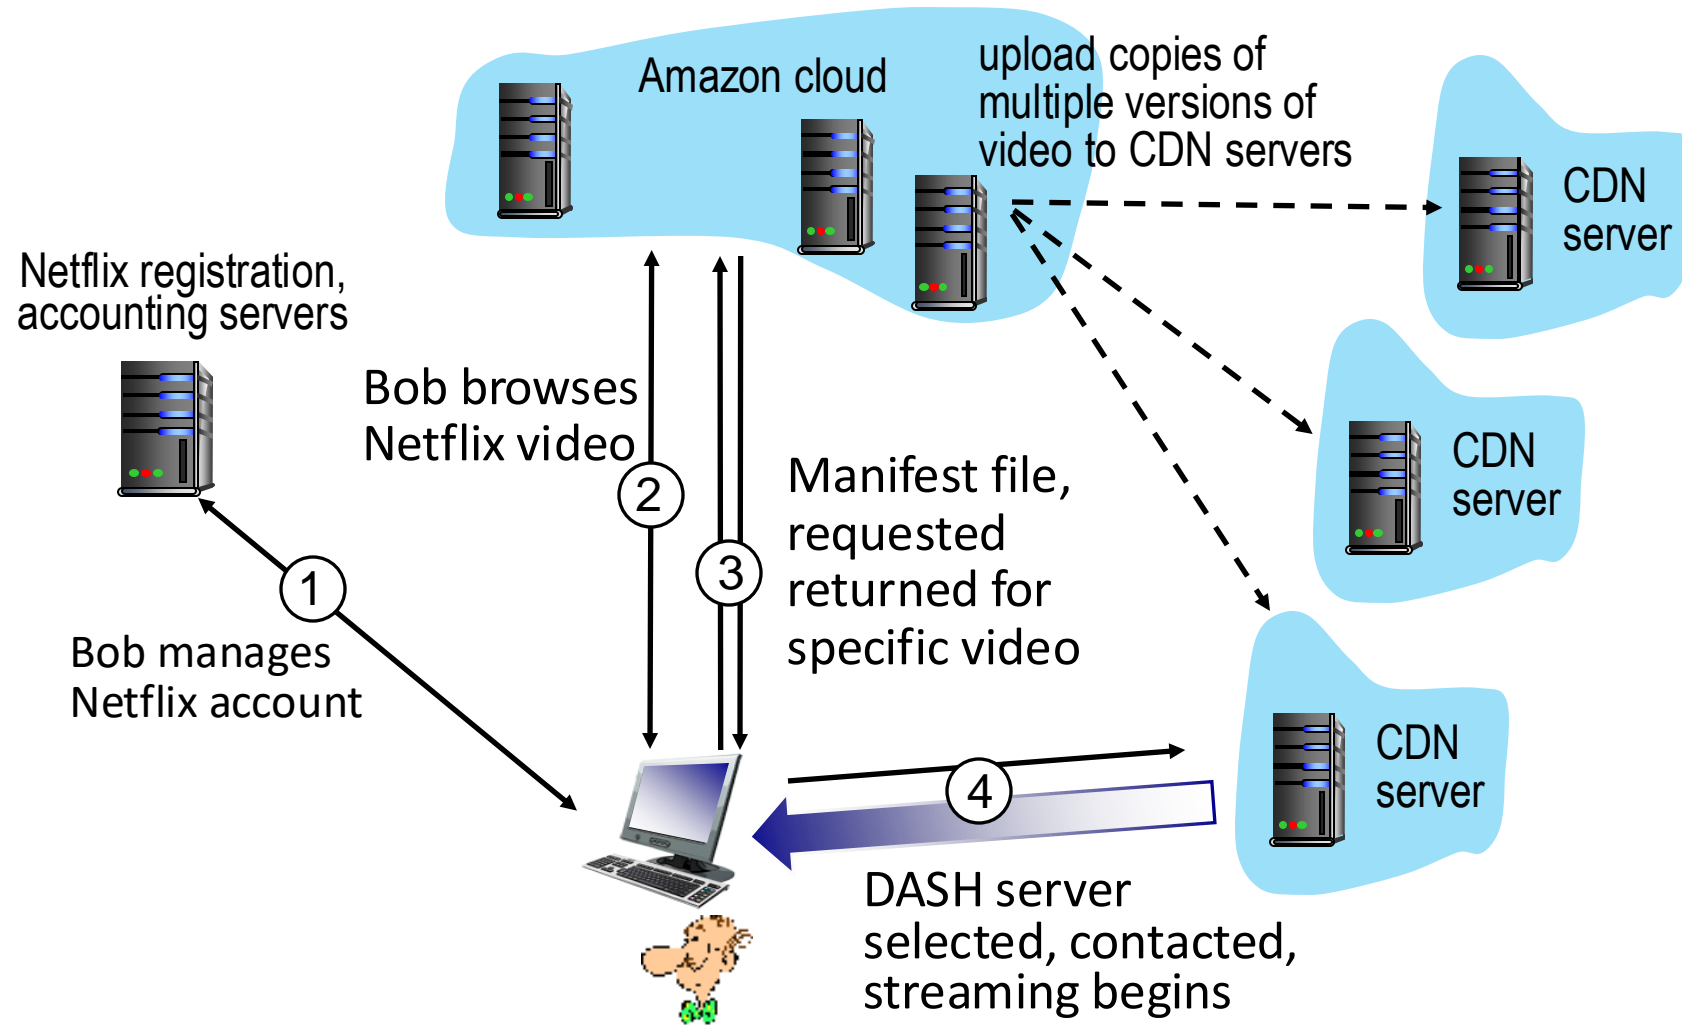 Amazon cloud
upload copies of
multiple versions of
video to CDN servers
CDN
server
Netflix registration,
accounting servers
Bob browses
Netflix video
2
Manifest file,
requested
returned for
specific video
3
CDN
server
1
Bob manages
Netflix account
CDN
server
4
DASH server
selected, contacted,
streaming begins